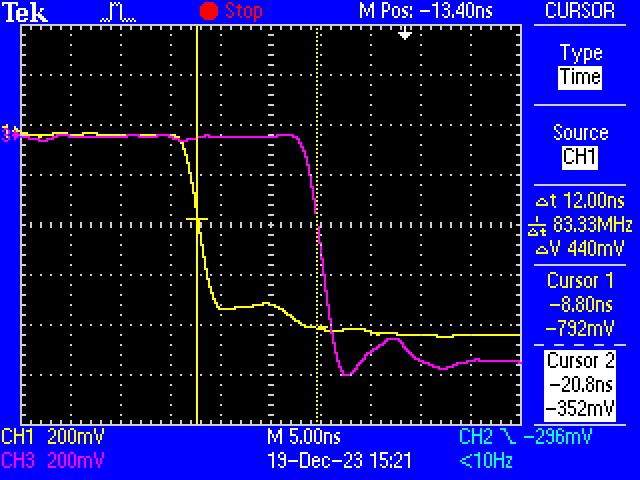 Tek Stop M Pos: -13.40ns CURSOR
Type
Time
Source
CH1
Δt 12.00ns
1/Δt 83.33MHz
ΔV 440mV
Cursor 1
-8.80ns
-792mV
Cursor 2
-20.8ns
-352mV
CH1 200mV M 5.00ns CH2 -296mV
CH3 200mV 19-Dec-23 15:21 <10Hz